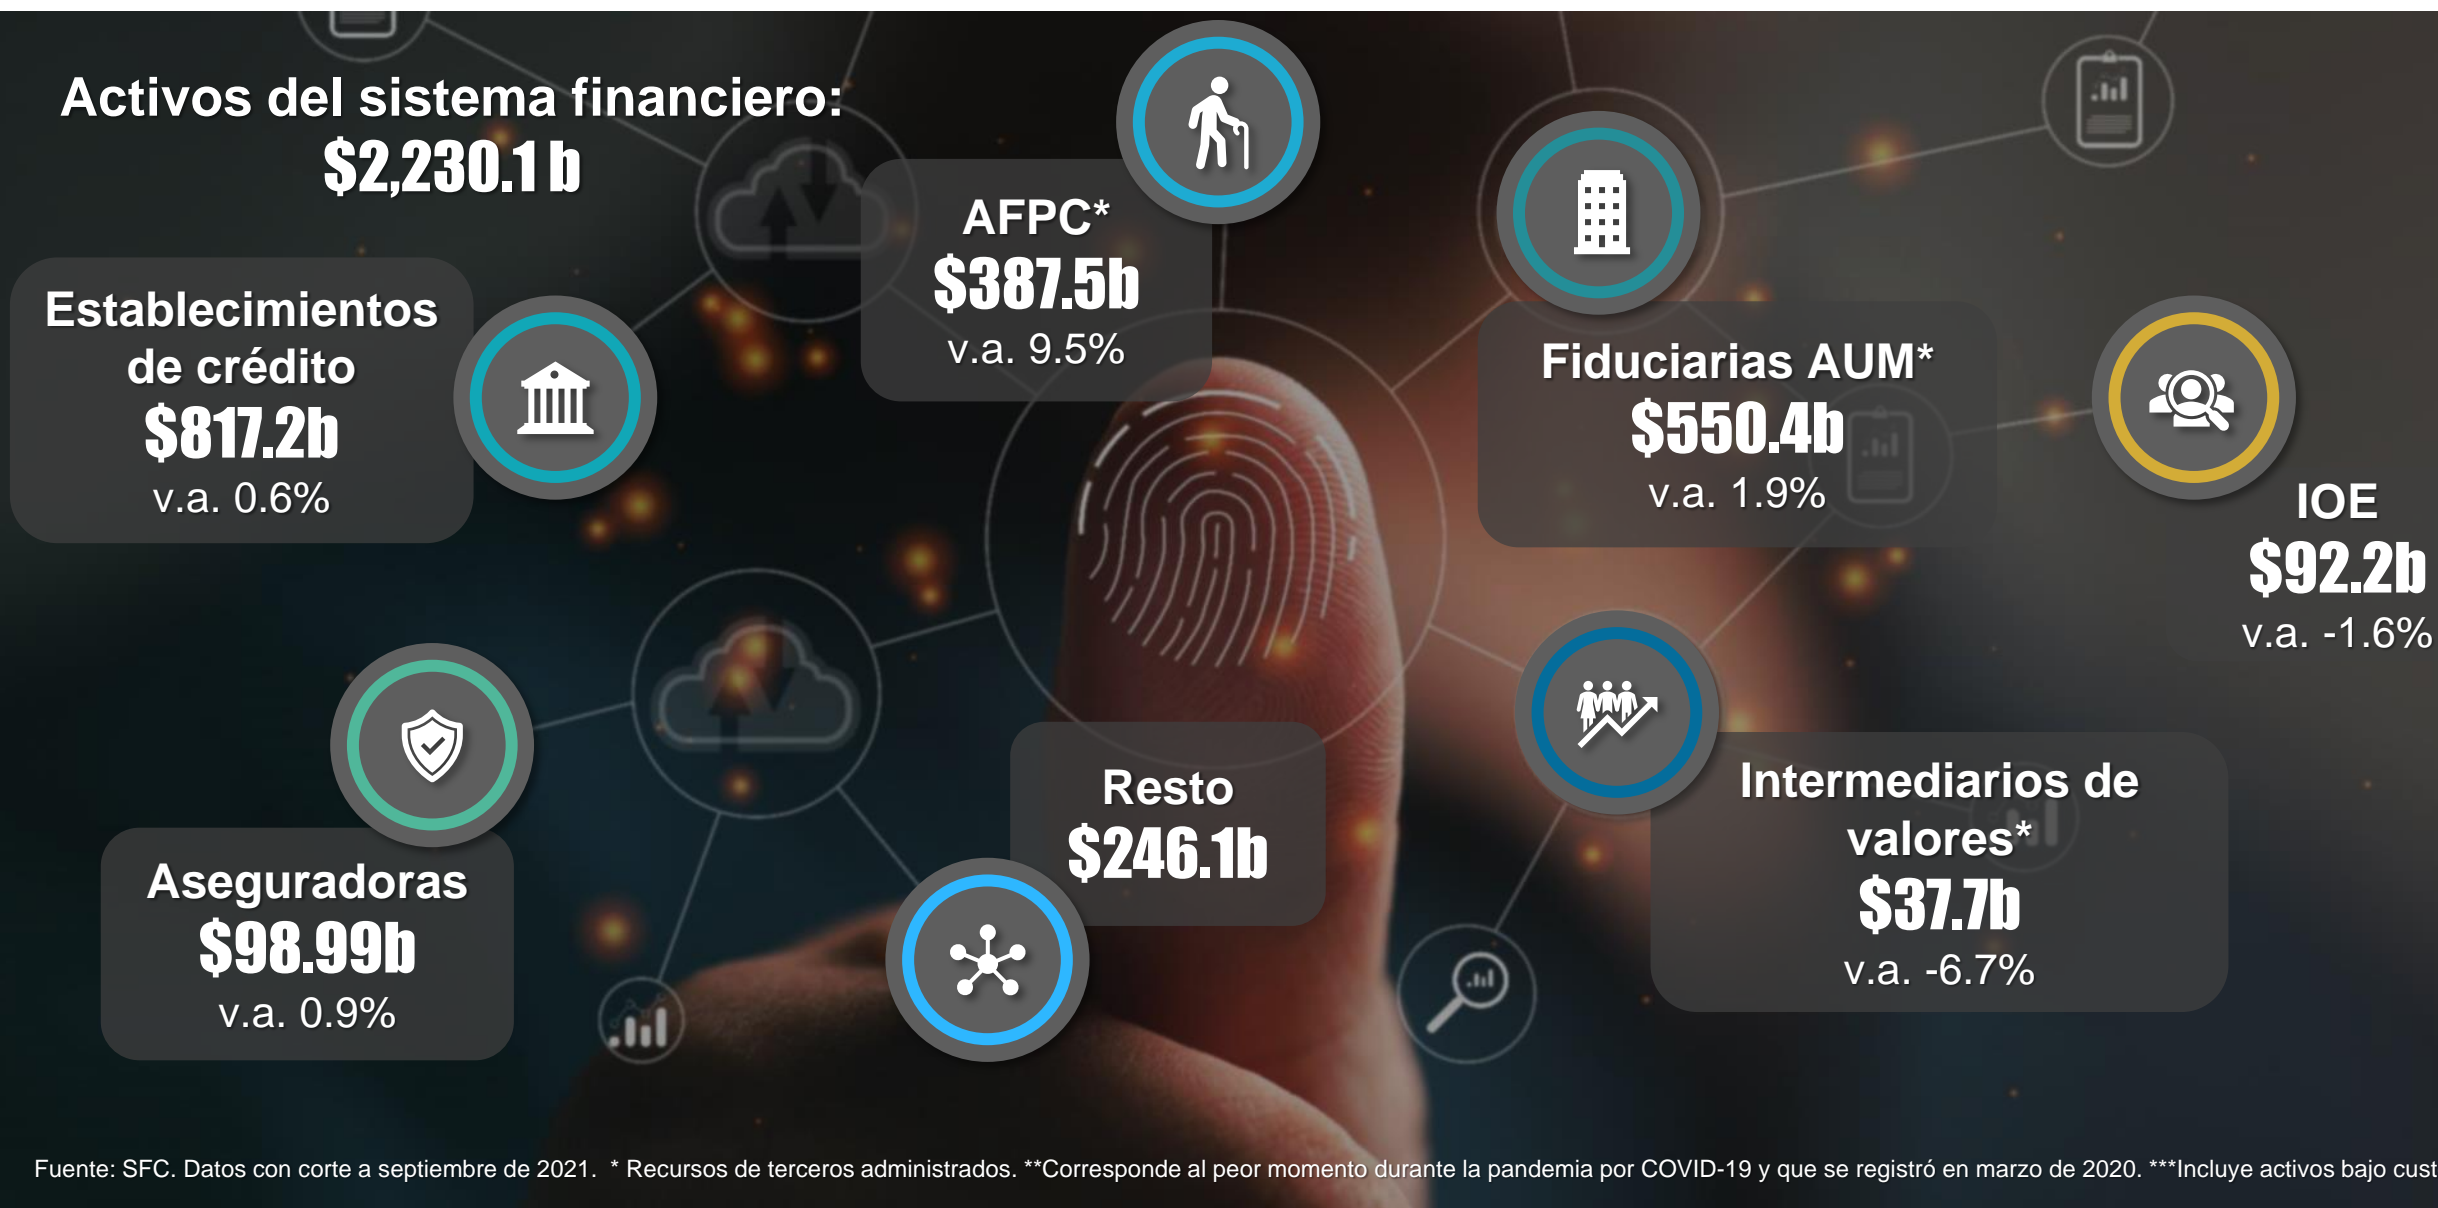 Activos del sistema financiero:
$2,230.1 b
AFPC*
$387.5b
v.a. 9.5%
Establecimientos
de crédito
$817.2b
v.a. 0.6%
Fiduciarias AUM*
$550.4b
v.a. 1.9%
IOE
$92.2b
v.a. -1.6%
Resto
$246.1b
Intermediarios de
valores*
$37.7b
v.a. -6.7%
Aseguradoras
$98.99b
v.a. 0.9%
Fuente: SFC. Datos con corte a septiembre de 2021. * Recursos de terceros administrados. **Corresponde al peor momento durante la pandemia por COVID-19 y que se registró en marzo de 2020. ***Incluye activos bajo cust